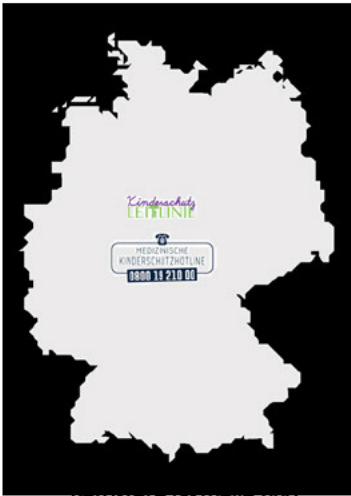 Kinderschutz
LEITLINIE
MEDIZINISCHE
KINDERSCHUTZHOTLINE
0800 19 210 00